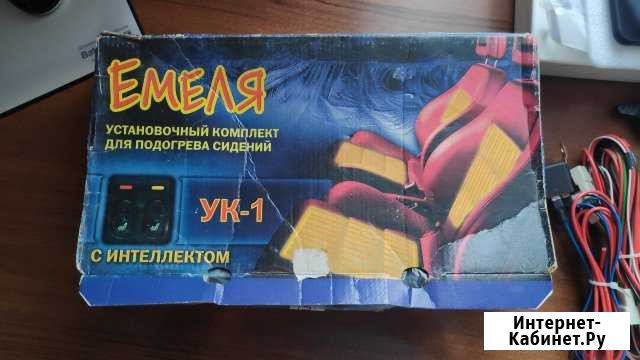 ЕМЕЛЯ
УСТАНОВОЧНЫЙ КОМПЛЕКТ
ДЛЯ ПОДОГРЕВА СИДЕНИЙ
УК-1
С ИНТЕЛЛЕКТОМ
Интернет-
Кабинет.Ру